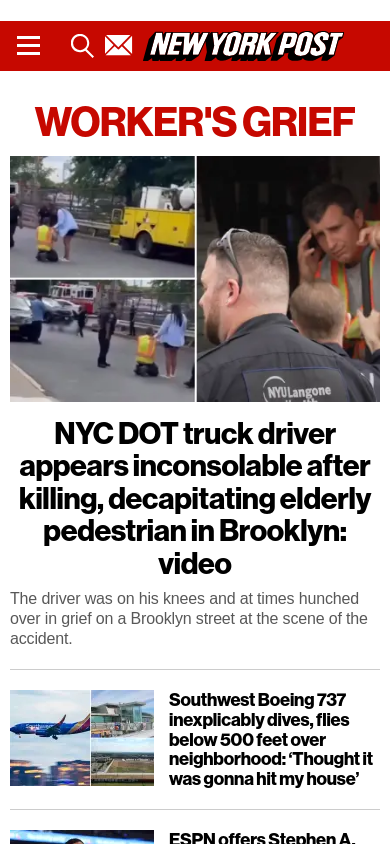 NEW YORK POST
WORKER'S GRIEF
NYU Langone
Health
NYC DOT truck driver
appears inconsolable after
killing, decapitating elderly
pedestrian in Brooklyn:
video
The driver was on his knees and at times hunched
over in grief on a Brooklyn street at the scene of the
accident.
Southwest Boeing 737
inexplicably dives, flies
below 500 feet over
neighborhood: ‘Thought it
was gonna hit my house’
ESPN offers Stephen A.